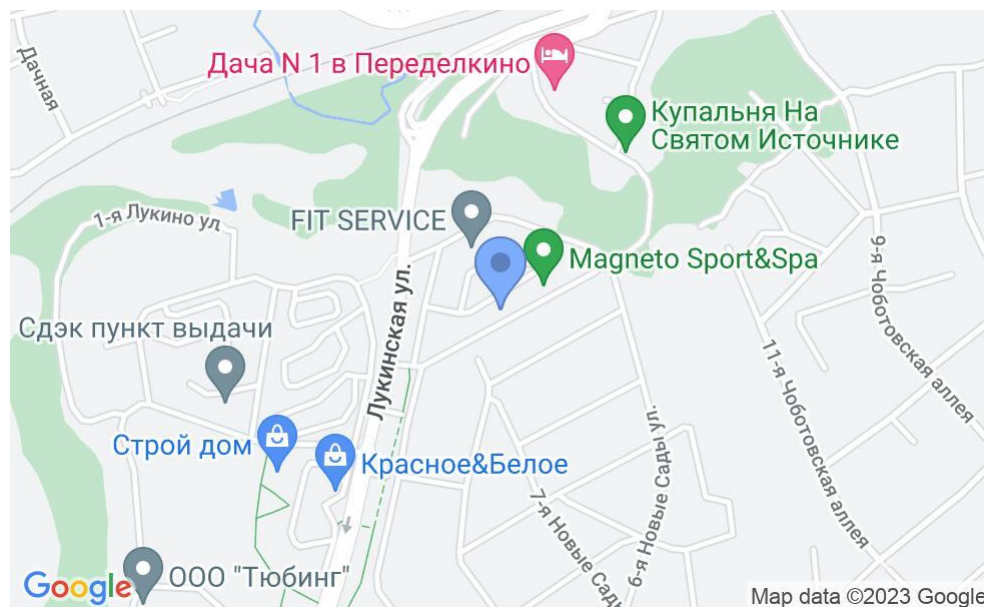 Дачная
Дача N 1 в Переделкино
Купальня На
Святом Источнике
1-я Лукино ул
FIT SERVICE
Magneto Sport&Spa
Лукинская ул.
Сдэк пункт выдачи
9-я Чоботовская аллея
11-я Чоботовская аллея
Строй дом
Красное&Белое
6-я Новые Сады ул.
7-я Новые Сады
ООО "Тюбинг"
Google
Map data ©2023 Google